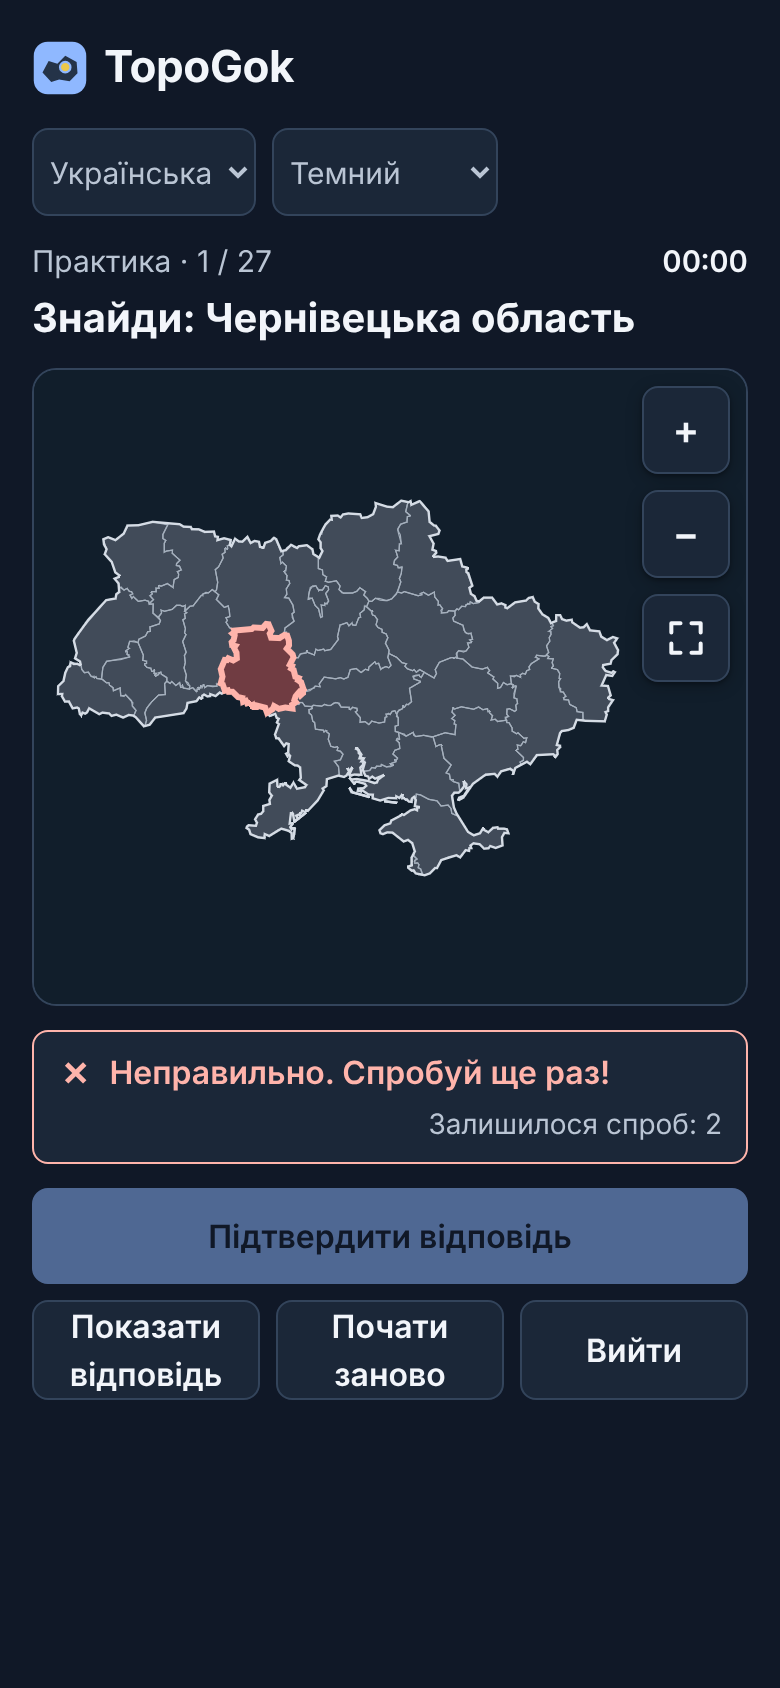 TopoGok
Українська
Темний
Практика · 1 / 27
00:00
Знайди: Чернівецька область
+
−
✕ Неправильно. Спробуй ще раз!
Залишилося спроб: 2
Підтвердити відповідь
Показати
відповідь
Почати
заново
Вийти